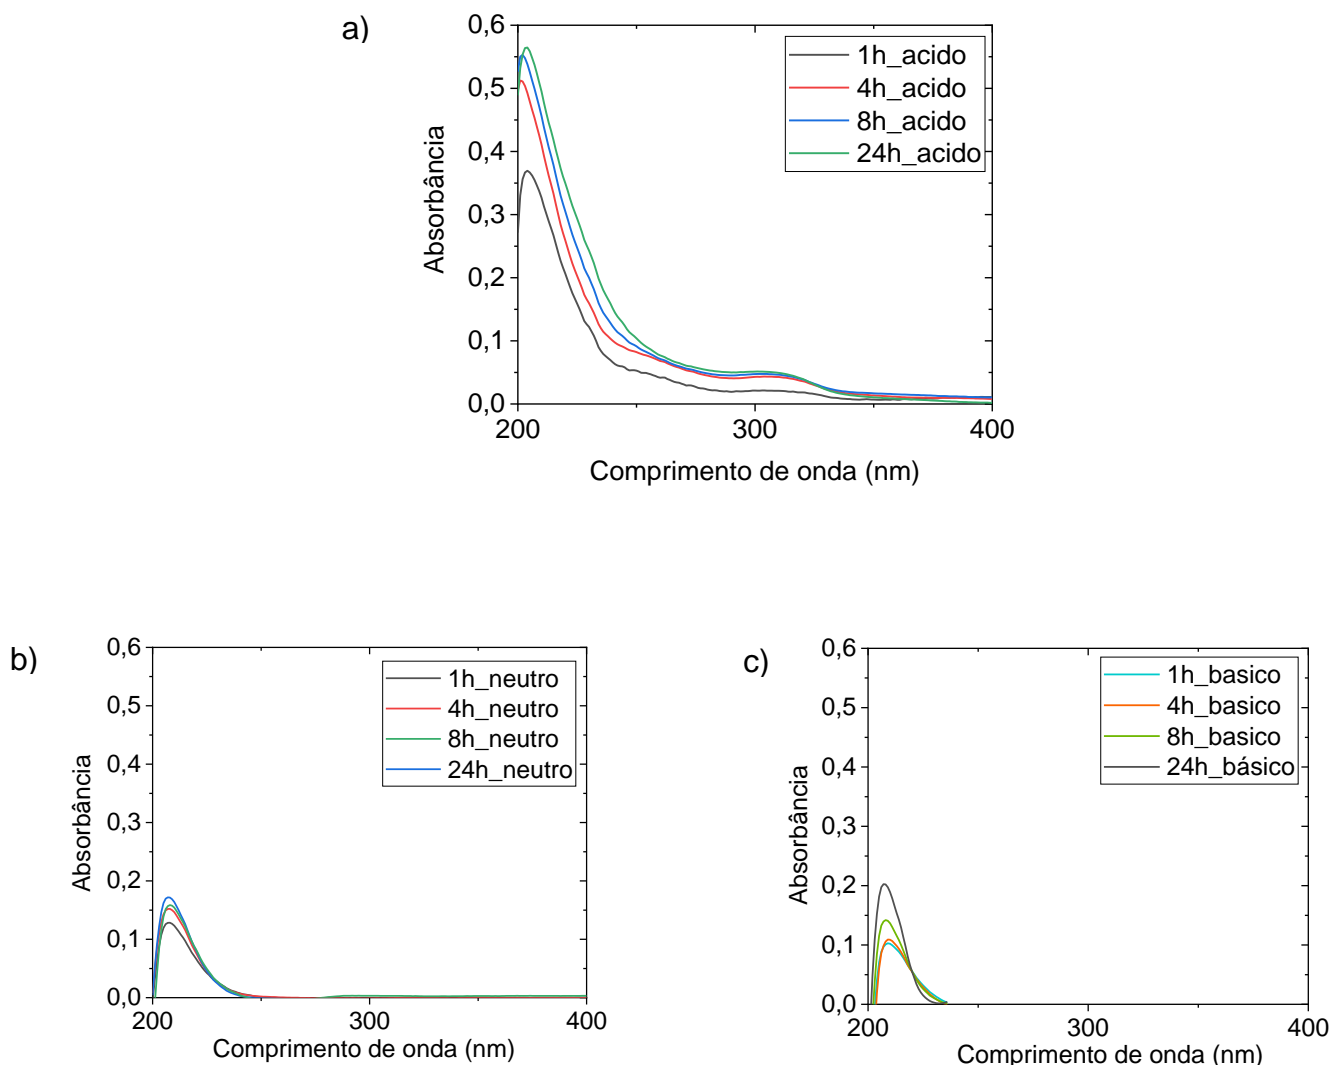 a)
0,6
0,5
0,4
0,3
0,2
0,1
0,0
Absorbância
1h_acido
4h_acido
8h_acido
24h_acido
200
300
400
Comprimento de onda (nm)
b)
0,6
0,5
0,4
0,3
0,2
0,1
0,0
Absorbância
1h_neutro
4h_neutro
8h_neutro
24h_neutro
200
300
400
Comprimento de onda (nm)
c)
0,6
0,5
0,4
0,3
0,2
0,1
0,0
Absorbância
1h_basico
4h_basico
8h_basico
24h_básico
200
300
400
Comprimento de onda (nm)